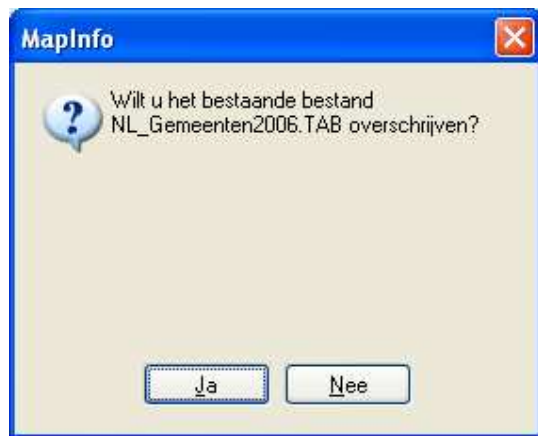 MapInfo
Wilt u het bestaande bestand
NL_Gemeenten2006.TAB overschrijven?
Ja
Nee